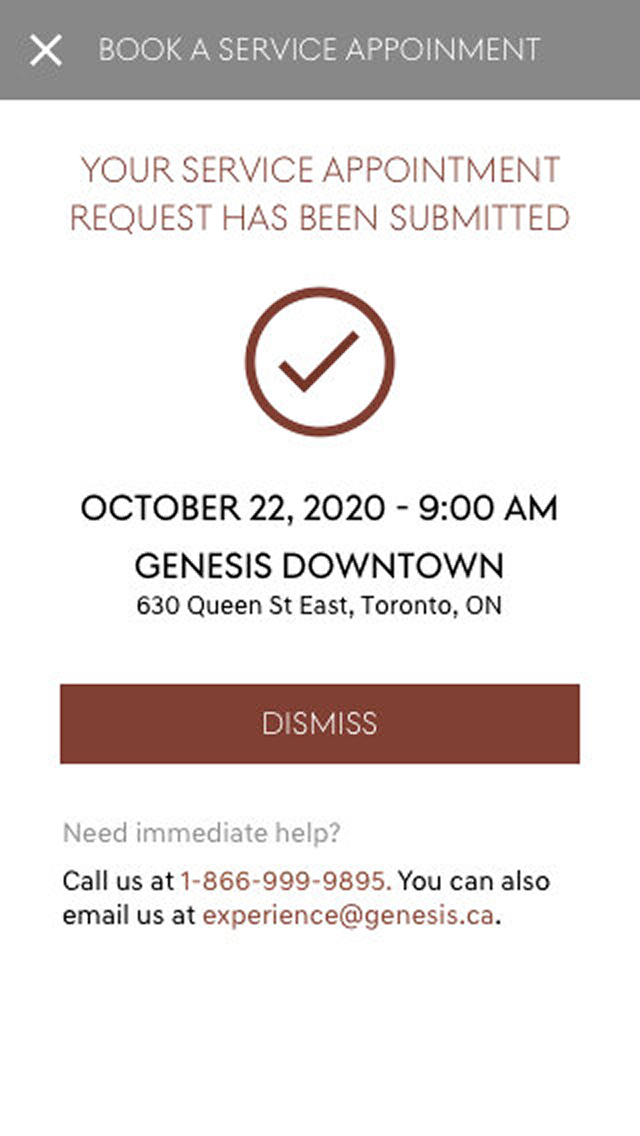 BOOK A SERVICE APPOINMENT
YOUR SERVICE APPOINTMENT
REQUEST HAS BEEN SUBMITTED
OCTOBER 22, 2020 - 9:00 AM
GENESIS DOWNTOWN
630 Queen St East, Toronto, ON
DISMISS
Need immediate help?
Call us at 1-866-999-9895. You can also
email us at experience@genesis.ca.